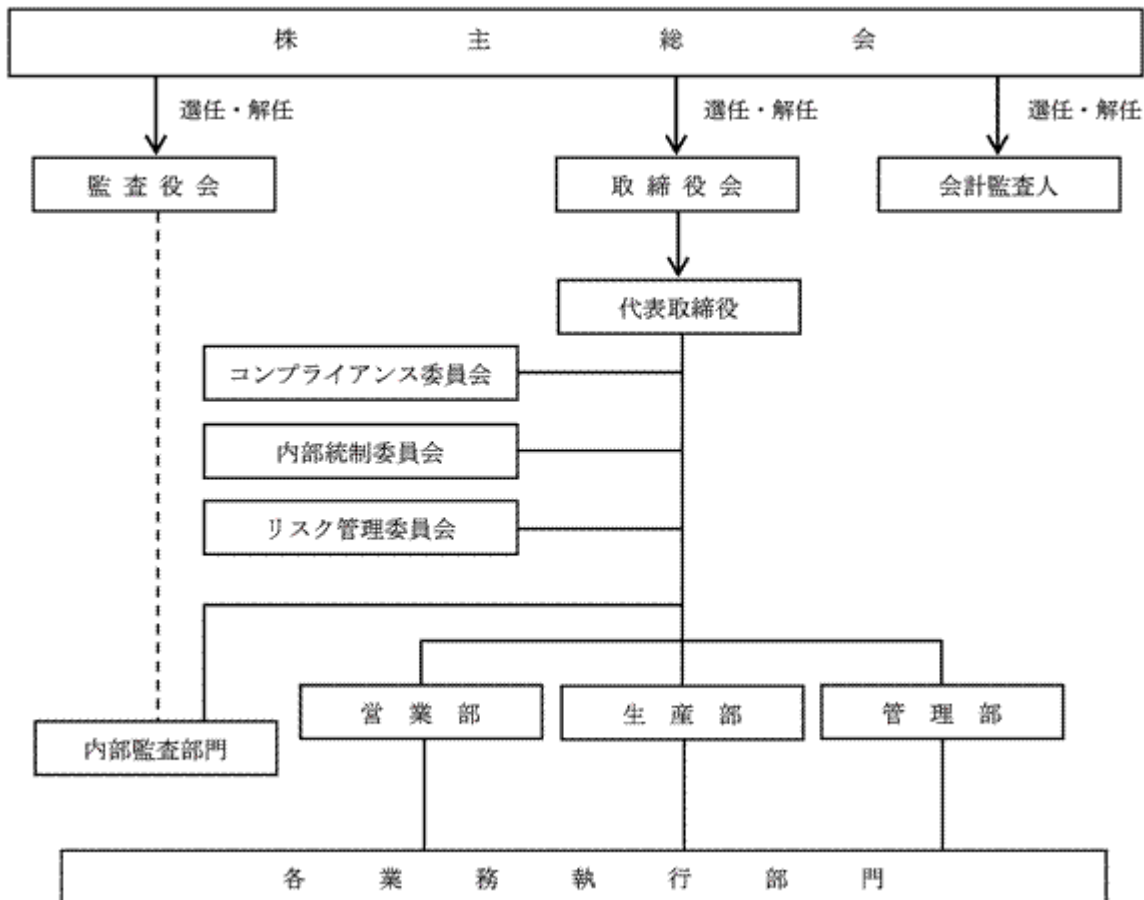 株主総会
選任・解任
選任・解任
選任・解任
監査役会
取締役会
会計監査人
代表取締役
コンプライアンス委員会
内部統制委員会
リスク管理委員会
営業部
生産部
管理部
内部監査部門
各業務執行部門